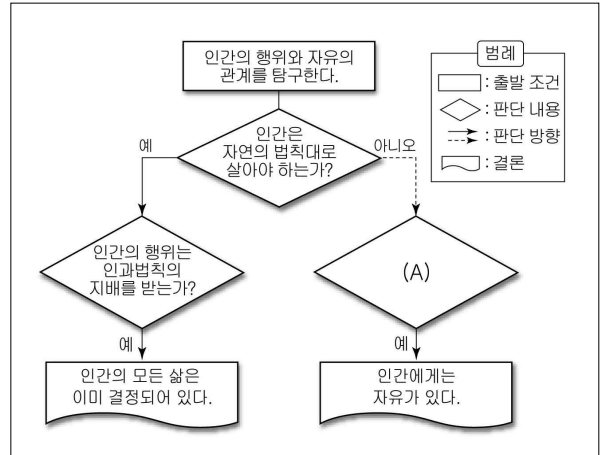 인간의 행위와 자유의
관계를 탐구한다.
범례
: 출발 조건
: 판단 내용
: 판단 방향
: 결론
인간은
자연의 법칙대로
살아야 하는가?
예
아니오
인간의 행위는
인과법칙의
지배를 받는가?
(A)
예
예
인간의 모든 삶은
이미 결정되어 있다.
인간에게는
자유가 있다.